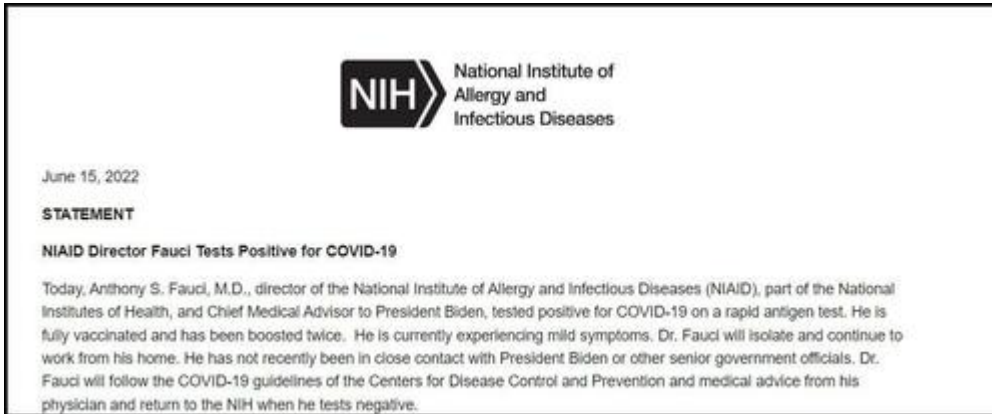 NIH
National Institute of
Allergy and
Infectious Diseases
June 15, 2022
STATEMENT
NIAID Director Fauci Tests Positive for COVID-19
Today, Anthony S. Fauci, M.D., director of the National Institute of Allergy and Infectious Diseases (NIAID), part of the National
Institutes of Health, and Chief Medical Advisor to President Biden, tested positive for COVID-19 on a rapid antigen test. He is
fully vaccinated and has been boosted twice. He is currently experiencing mild symptoms. Dr. Fauci will isolate and continue to
work from his home. He has not recently been in close contact with President Biden or other senior government officials. Dr.
Fauci will follow the COVID-19 guidelines of the Centers for Disease Control and Prevention and medical advice from his
physician and return to the NIH when he tests negative.